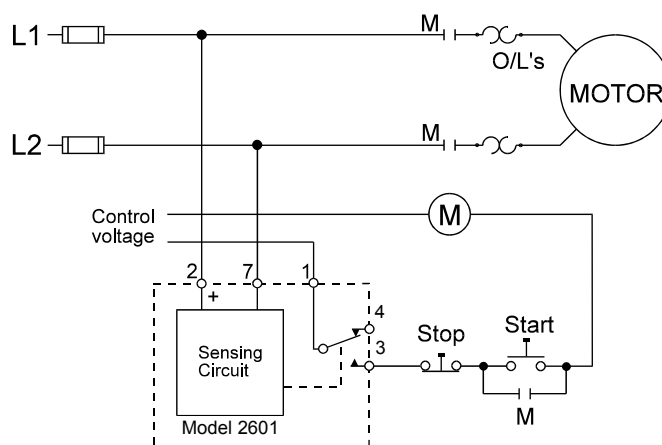 L1
M
O/L's
MOTOR
L2
M
Control
voltage
M
2
7
1
+
4
3
Sensing
Circuit
Stop
Start
M
Model 2601